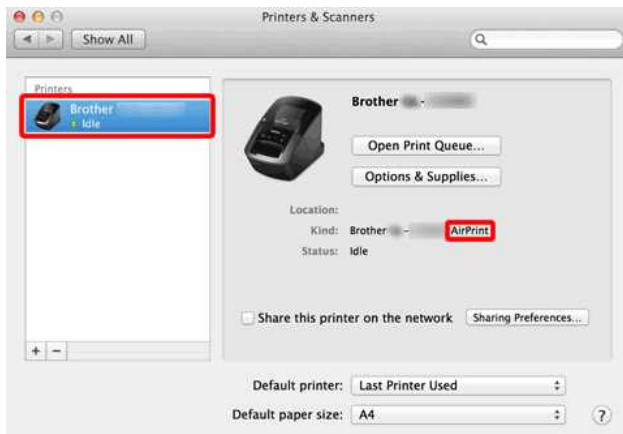 Printers & Scanners
Show All
Printers
Brother
Idle
Brother -
Open Print Queue...
Options & Supplies...
Location:
Kind: Brother - AirPrint
Status: Idle
Share this printer on the network Sharing Preferences...
+ −
Default printer: Last Printer Used
Default paper size: A4 ?